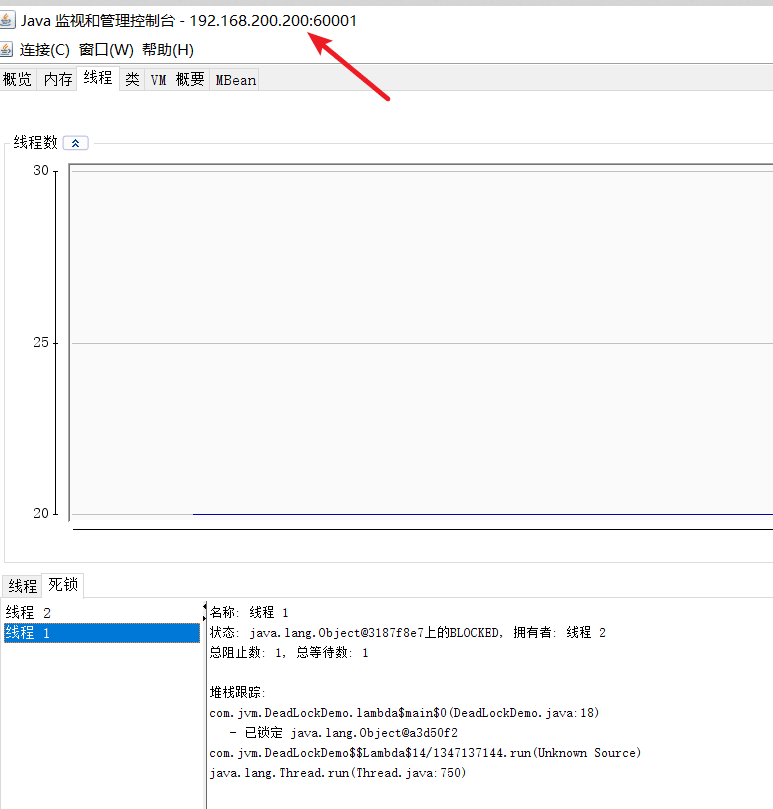 Java 监视和管理控制台 - 192.168.200.200:60001
连接(C) 窗口(W) 帮助(H)
概览 内存 线程 类 VM 概要 MBean
线程数
30
25
20
线程 死锁
线程 2
线程 1
名称: 线程 1
状态: java.lang.Object@3187f8e7上的BLOCKED, 拥有者: 线程 2
总阻止数: 1, 总等待数: 1
堆栈跟踪:
com.jvm.DeadLockDemo.lambda$main$0(DeadLockDemo.java:18)
- 已锁定 java.lang.Object@a3d50f2
com.jvm.DeadLockDemo$$Lambda$14/1347137144.run(Unknown Source)
java.lang.Thread.run(Thread.java:750)